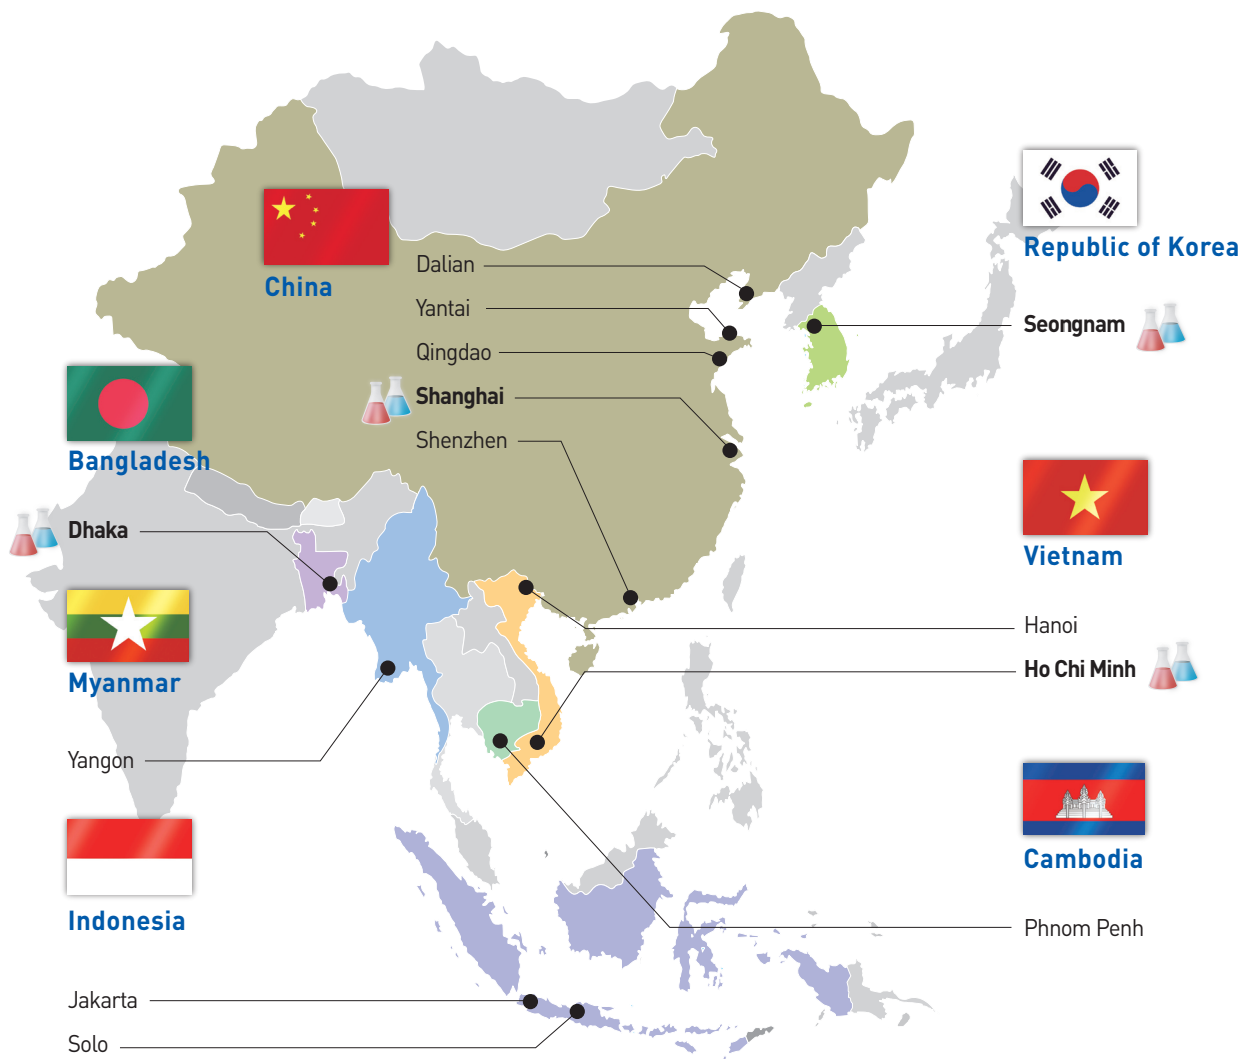 China
Dalian
Yantai
Qingdao
Shanghai
Shenzhen
Republic of Korea
Seongnam
Bangladesh
Dhaka
Vietnam
Hanoi
Ho Chi Minh
Myanmar
Yangon
Cambodia
Phnom Penh
Indonesia
Jakarta
Solo